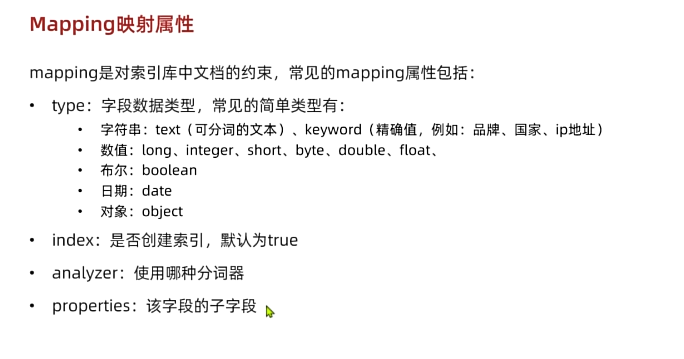 Mapping映射属性
mapping是对索引库中文档的约束，常见的mapping属性包括：
• type：字段数据类型，常见的简单类型有：
• 字符串：text（可分词的文本）、keyword（精确值，例如：品牌、国家、ip地址）
• 数值：long、integer、short、byte、double、float、
• 布尔：boolean
• 日期：date
• 对象：object
• index：是否创建索引，默认为true
• analyzer：使用哪种分词器
• properties：该字段的子字段